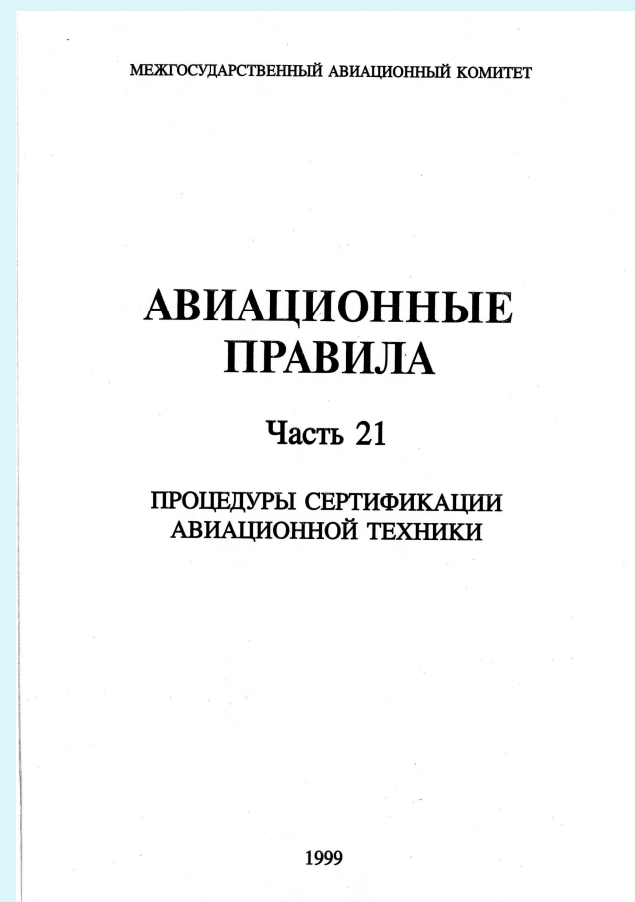 МЕЖГОСУДАРСТВЕННЫЙ АВИАЦИОННЫЙ КОМИТЕТ
АВИАЦИОННЫЕ
ПРАВИЛА
Часть 21
ПРОЦЕДУРЫ СЕРТИФИКАЦИИ
АВИАЦИОННОЙ ТЕХНИКИ
1999